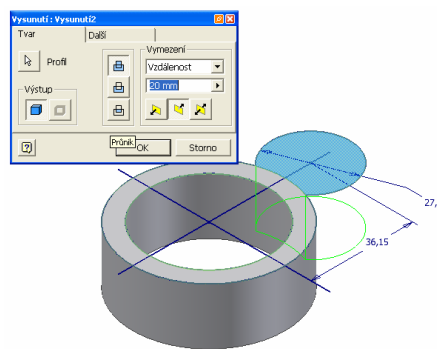 Vysunutí : Vysunutí2
Tvar Další
Profil
Výstup
Vymezení
Vzdálenost
20 mm
Průnik
OK Storno
27,
36,15